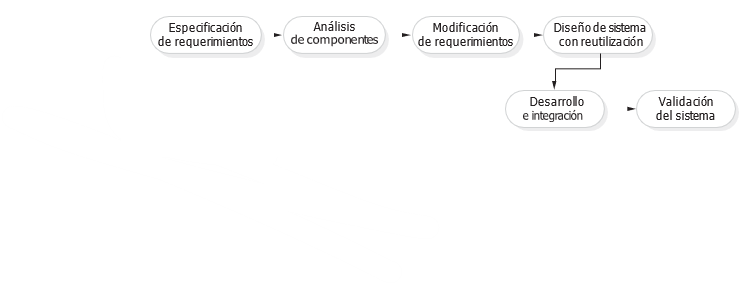 Especificación
de requerimientos
Análisis
de componentes
Modificación
de requerimientos
Diseño de sistema
con reutilización
Desarrollo
e integración
Validación
del sistema